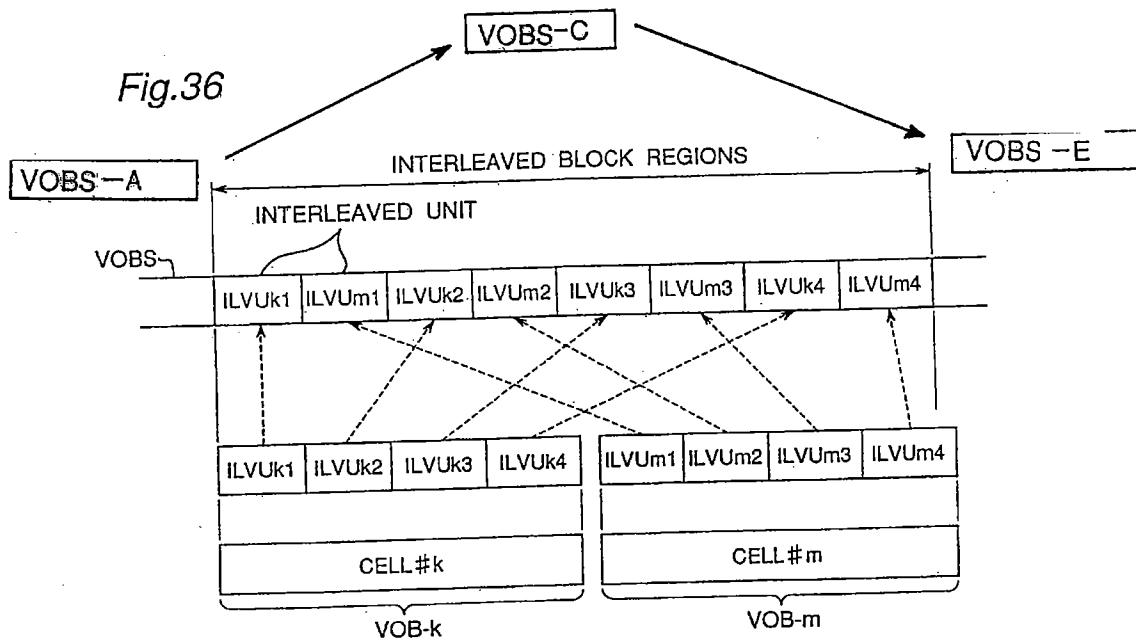 VOBS-C
Fig.36
VOBS-A
VOBS-E
INTERLEAVED BLOCK REGIONS
INTERLEAVED UNIT
VOBS
ILVUk1 ILVUm1 ILVUk2 ILVUm2 ILVUk3 ILVUm3 ILVUk4 ILVUm4
ILVUk1 ILVUk2 ILVUk3 ILVUk4 ILVUm1 ILVUm2 ILVUm3 ILVUm4
CELL#k CELL#m
VOB-k VOB-m